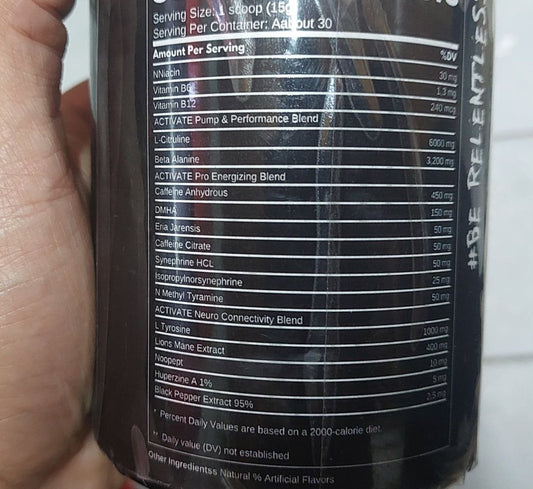 Serving Size: 1 scoop (15g
Serving Per Container: Aabout 30
Amount Per Serving %DV
NNiacin 30 mg
Vitamin B6 1.3 mg
Vitamin B12 240 mcg
ACTIVATE Pump & Performance Blend
L-Citruline 6000 mg
Beta Alanine 3,200 mg
ACTIVATE Pro Energizing Blend
Caffeine Anhydrous 450 mg
DMHA 150 mg
Eria Jarensis 50 mg
Caffeine Citrate 50 mg
Synephrine HCL 50 mg
Isopropylnorsynephrine 25 mg
N Methyl Tyramine 50 mg
ACTIVATE Neuro Connectivity Blend
L Tyrosine 1000 mg
Lions Mane Extract 400 mg
Noopept 10 mg
Huperzine A 1% 5 mg
Black Pepper Extract 95% 2.5 mg
* Percent Daily Values are based on a 2000-calorie diet.
** Daily value (DV) not established
Other Ingredientss Natural % Artificial Flavors
#BE RELENTLESS